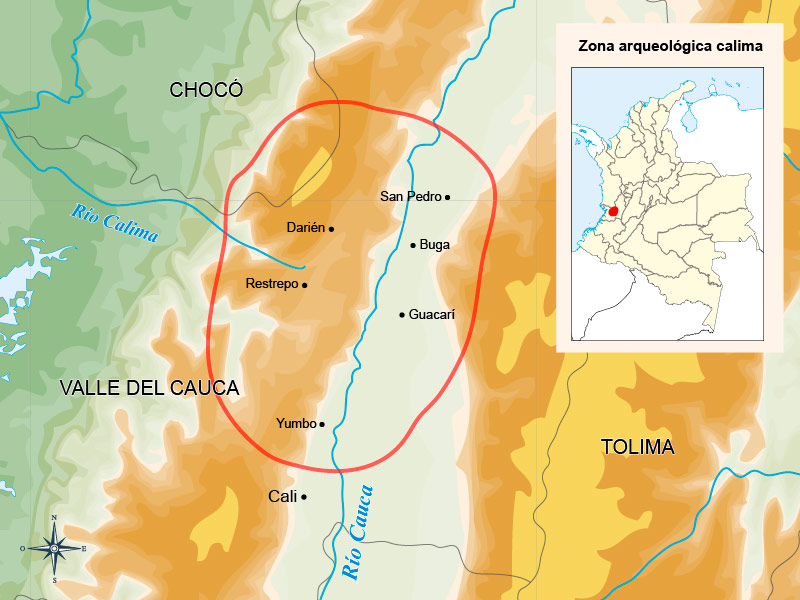 Zona arqueológica calima
CHOCÓ
San Pedro
Río Calima
Darién
Buga
Restrepo
Guacarí
VALLE DEL CAUCA
Yumbo
TOLIMA
Cali
Río Cauca
N
O
E
S